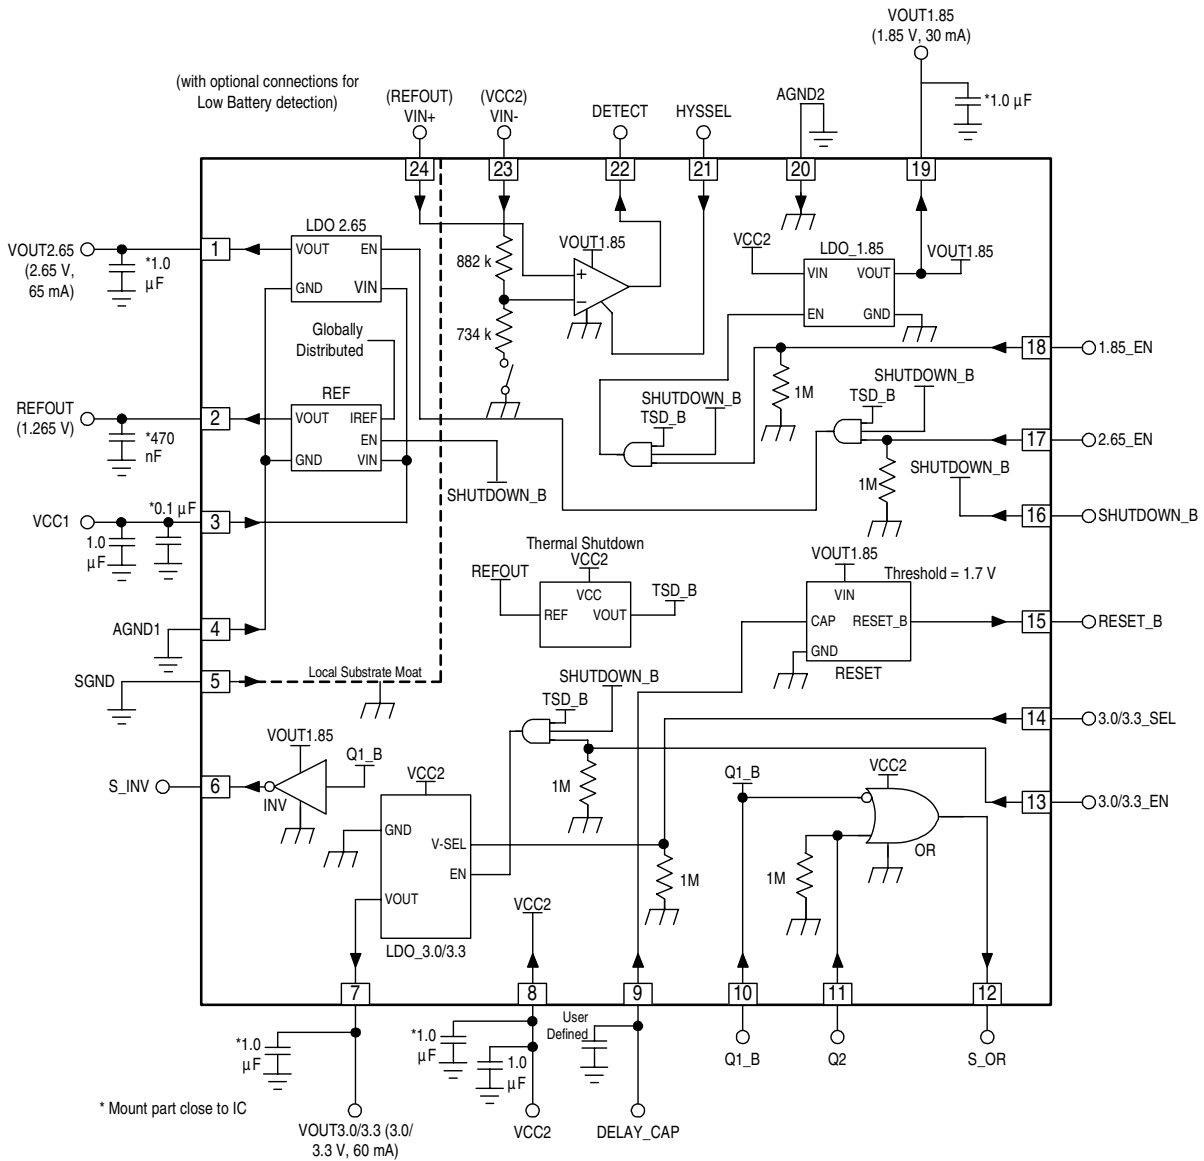 VOUT1.85
(1.85 V, 30 mA)
(with optional connections for
Low Battery detection)
(REFOUT)
VIN+
(VCC2)
VIN-
DETECT
HYSSEL
AGND2
*1.0 µF
24
23
22
21
20
19
VOUT2.65
(2.65 V,
65 mA)
*1.0
µF
1
LDO 2.65
VOUT
EN
GND
VIN
882 k
734 k
VOUT1.85
+
−
VCC2
LDO_1.85
VIN
VOUT
EN
GND
VOUT1.85
Globally
Distributed
18
1.85_EN
1M
REFOUT
(1.265 V)
*470
nF
2
REF
VOUT
IREF
EN
GND
VIN
SHUTDOWN_B
TSD_B
SHUTDOWN_B
TSD_B
SHUTDOWN_B
17
2.65_EN
1M
SHUTDOWN_B
16
SHUTDOWN_B
VCC1
1.0
µF
*0.1 µF
3
Thermal Shutdown
VCC2
REFOUT
VCC
REF
VOUT
TSD_B
VOUT1.85
Threshold = 1.7 V
VIN
CAP
RESET_B
GND
RESET
15
RESET_B
AGND1
4
SGND
5
Local Substrate Moat
SHUTDOWN_B
TSD_B
14
3.0/3.3_SEL
VOUT1.85
Q1_B
S_INV
6
INV
1M
13
3.0/3.3_EN
VCC2
GND
V-SEL
EN
VOUT
LDO_3.0/3.3
1M
Q1_B
VCC2
OR
1M
VCC2
7
8
9
10
11
12
*1.0
µF
*1.0
µF
1.0
µF
User
Defined
Q1_B
Q2
S_OR
* Mount part close to IC
VOUT3.0/3.3 (3.0/
3.3 V, 60 mA)
VCC2
DELAY_CAP